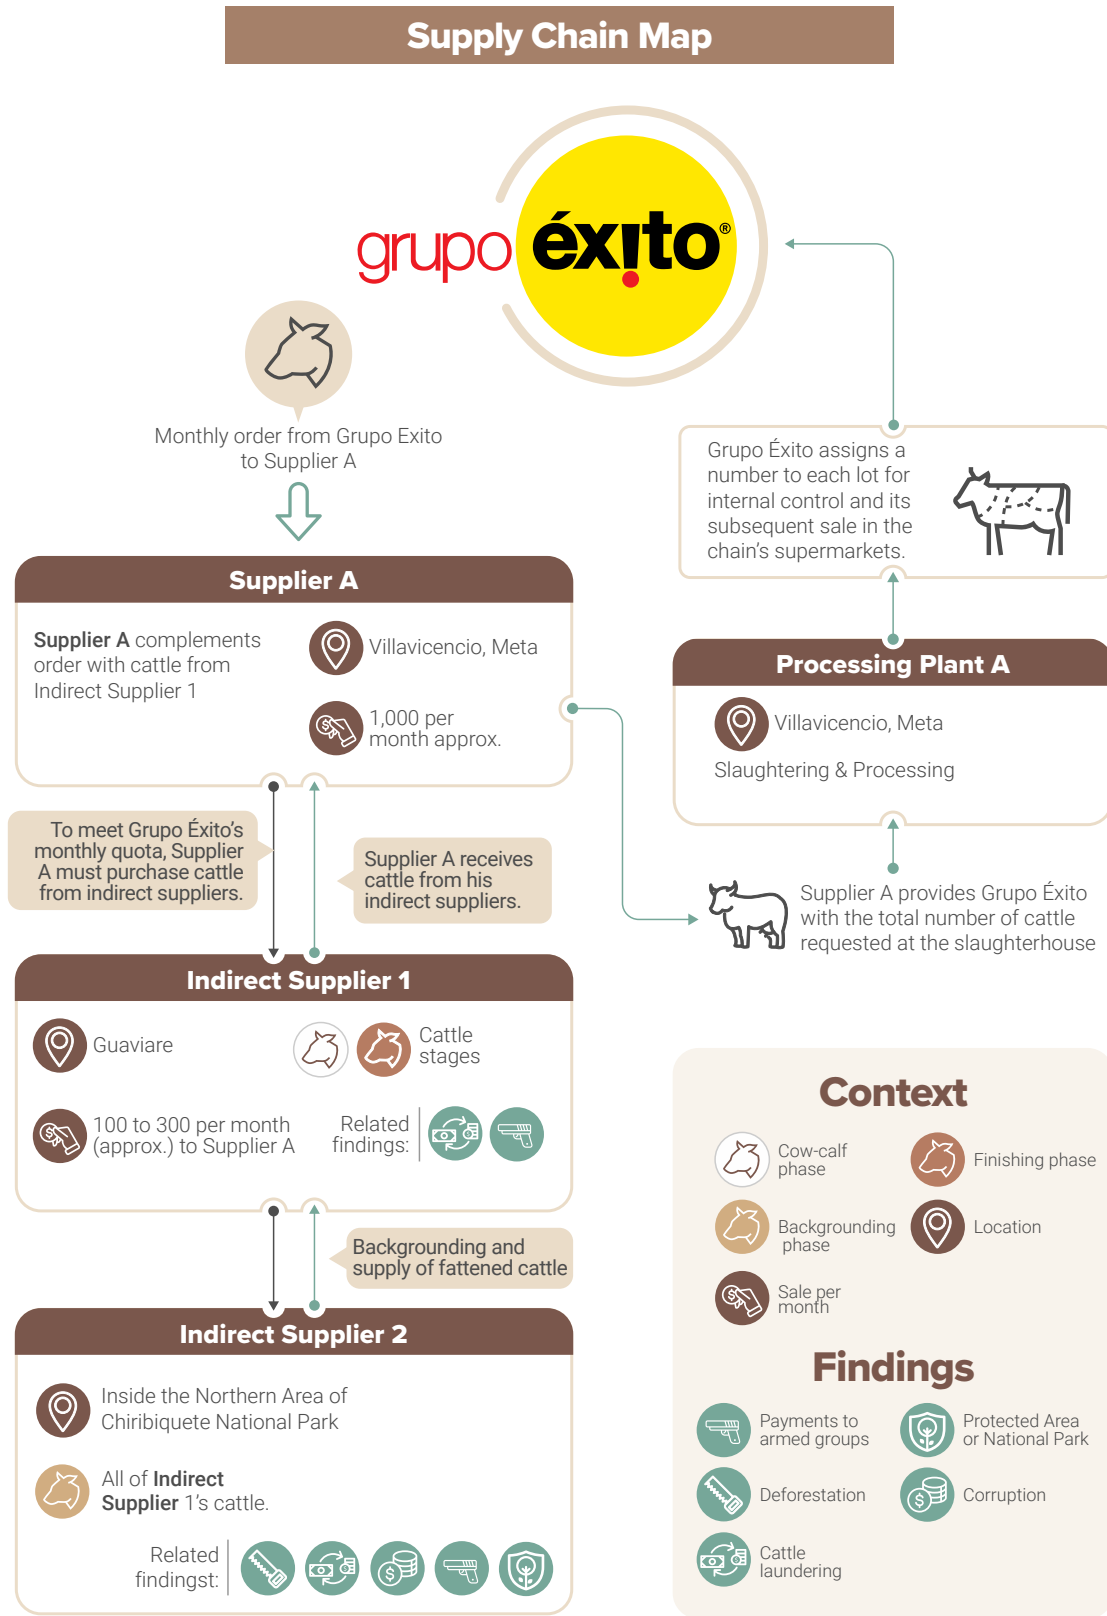 Supply Chain Map
grupo éxito®
Monthly order from Grupo Exito
to Supplier A
Supplier A
Supplier A complements
order with cattle from
Indirect Supplier 1
Villavicencio, Meta
1,000 per
month approx.
To meet Grupo Éxito's
monthly quota, Supplier
A must purchase cattle
from indirect suppliers.
Supplier A receives
cattle from his
indirect suppliers.
Indirect Supplier 1
Guaviare
Cattle
stages
100 to 300 per month
(approx.) to Supplier A
Related
findings:
Backgrounding and
supply of fattened cattle
Indirect Supplier 2
Inside the Northern Area of
Chiribiquete National Park
All of Indirect
Supplier 1's cattle.
Related
findingst:
Grupo Éxito assigns a
number to each lot for
internal control and its
subsequent sale in the
chain's supermarkets.
Processing Plant A
Villavicencio, Meta
Slaughtering & Processing
Supplier A provides Grupo Éxito
with the total number of cattle
requested at the slaughterhouse
Context
Cow-calf
phase
Finishing phase
Backgrounding
phase
Location
Sale per
month
Findings
Payments to
armed groups
Protected Area
or National Park
Deforestation
Corruption
Cattle
laundering